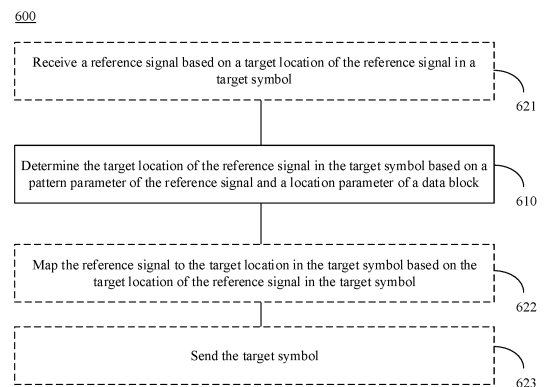 600
Receive a reference signal based on a target location of the reference signal in a
target symbol
621
Determine the target location of the reference signal in the target symbol based on a
pattern parameter of the reference signal and a location parameter of a data block
610
Map the reference signal to the target location in the target symbol based on the
target location of the reference signal in the target symbol
622
Send the target symbol
623